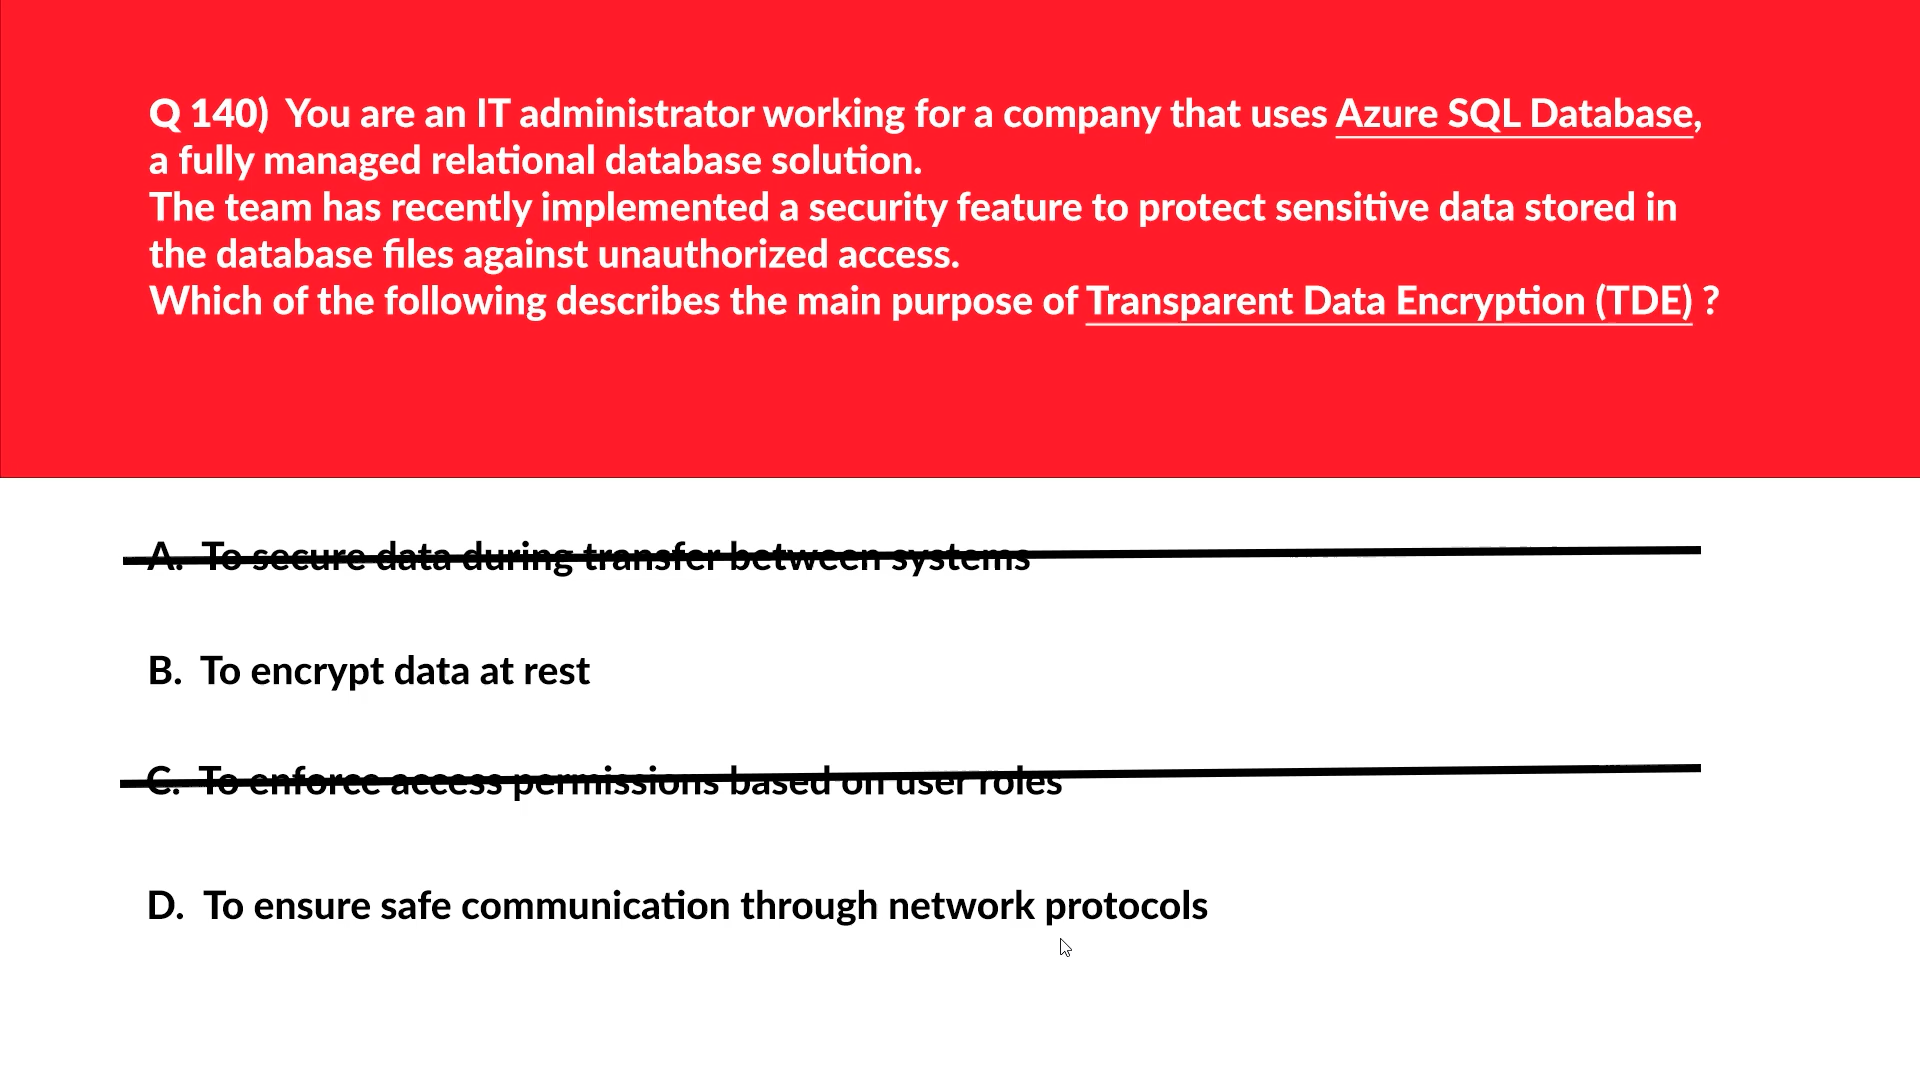 Q 140) You are an IT administrator working for a company that uses Azure SQL Database,
a fully managed relational database solution.
The team has recently implemented a security feature to protect sensitive data stored in
the database files against unauthorized access.
Which of the following describes the main purpose of Transparent Data Encryption (TDE) ?
A. To secure data during transfer between systems
B. To encrypt data at rest
C. To enforce access permissions based on user roles
D. To ensure safe communication through network protocols